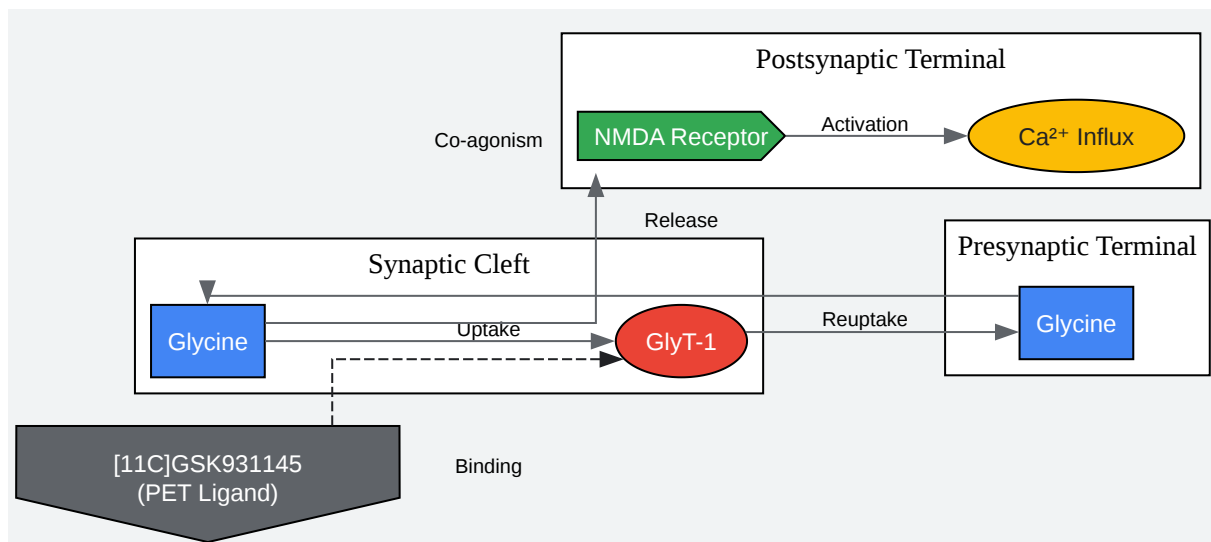 Postsynaptic Terminal
Co-agonism
NMDA Receptor
Activation
Ca²⁺ Influx
Release
Synaptic Cleft
Presynaptic Terminal
Glycine
Uptake
GlyT-1
Reuptake
Glycine
[11C]GSK931145
(PET Ligand)
Binding